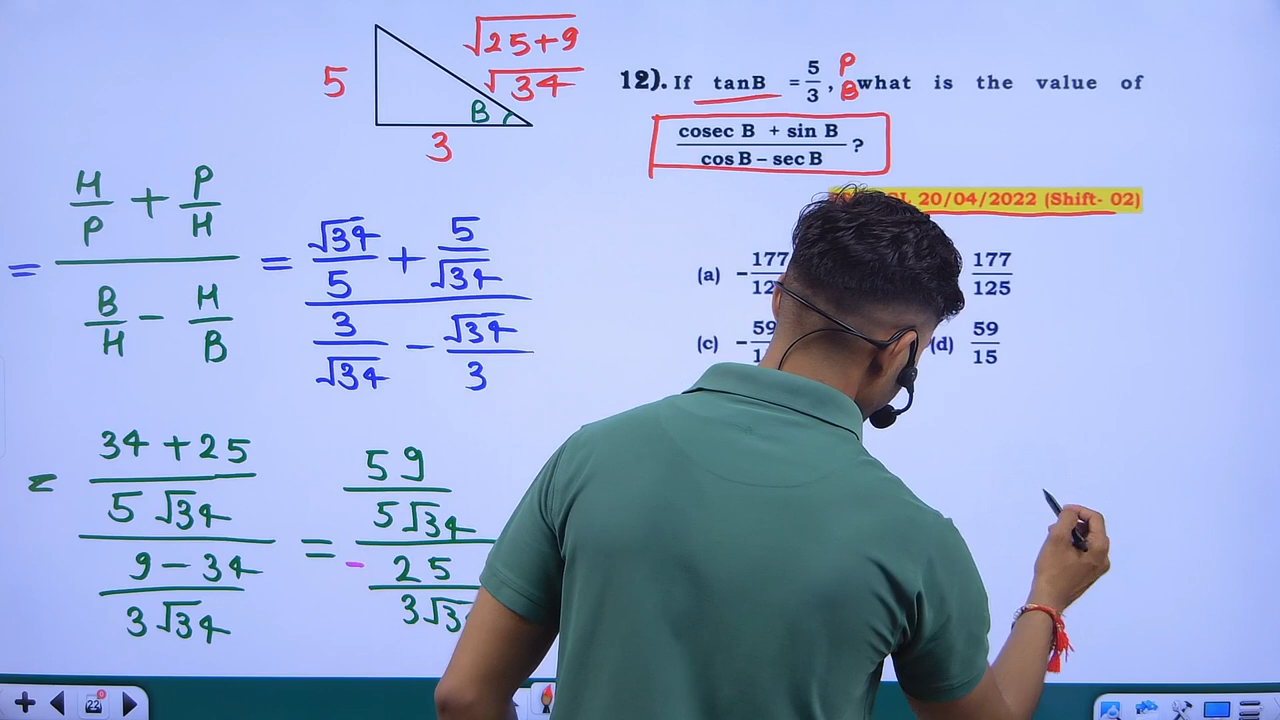 12). If tanB = 5/3, P/B what is the value of
(cosec B + sin B)/(cos B – sec B) ?
20/04/2022 (Shift- 02)
(a) -177
(c) -59
177/125
(d) 59/15
5
√25+9
√34
B
3
= (H/P + P/H)/(B/H – H/B) = (√34/5 + 5/√34)/(3/√34 – √34/3)
= ((34 + 25)/(5√34))/((9 – 34)/(3√34)) = (59/(5√34))/(-25/(3√3
22